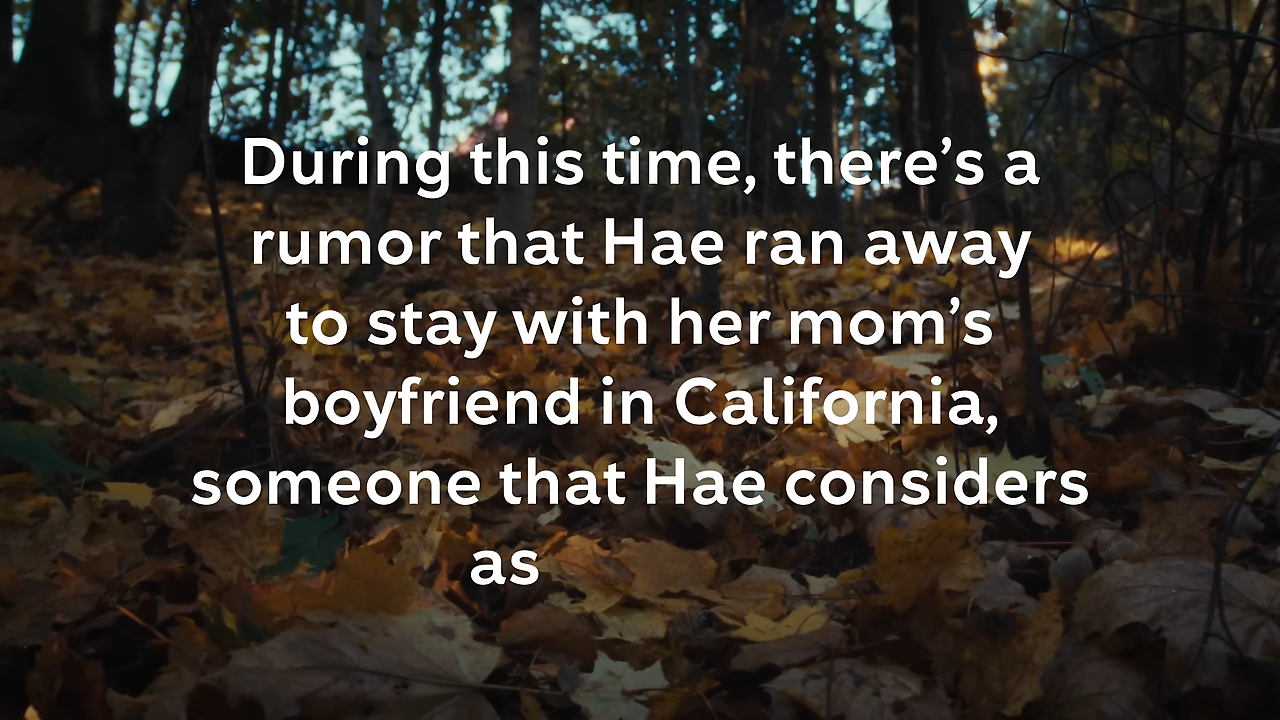 During this time, there’s a
rumor that Hae ran away
to stay with her mom’s
boyfriend in California,
someone that Hae considers
as